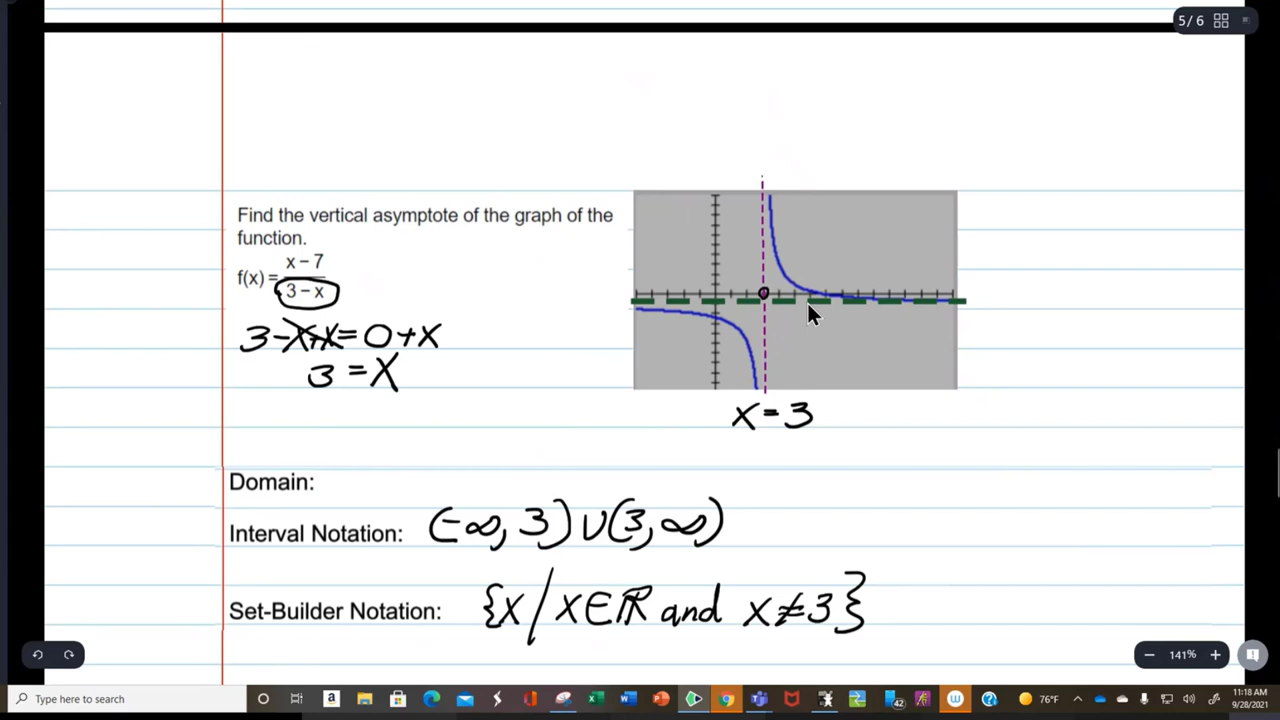 5/6
Find the vertical asymptote of the graph of the
function.
f(x) = x – 7 / 3 – x
3-x+x=0+x
3 = x
x = 3
Domain:
Interval Notation: (-∞, 3) ∪ (3, ∞)
Set-Builder Notation: {x / x∈ℝ and x≠3}
141%
Type here to search
42
76°F
11:18 AM
9/28/2021